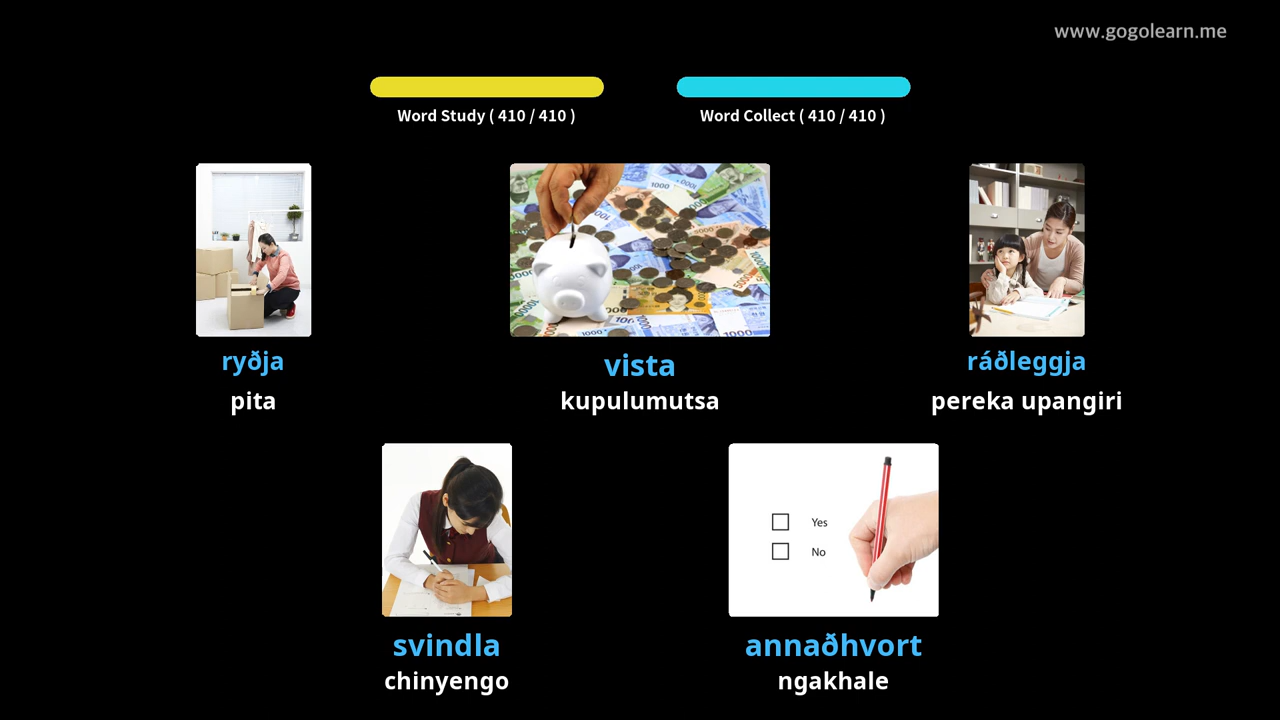 www.gogolearn.me
Word Study ( 410 / 410 )
Word Collect ( 410 / 410 )
ryðja
pita
vista
kupulumutsa
ráðleggja
pereka upangiri
Yes
No
svindla
chinyengo
annaðhvort
ngakhale